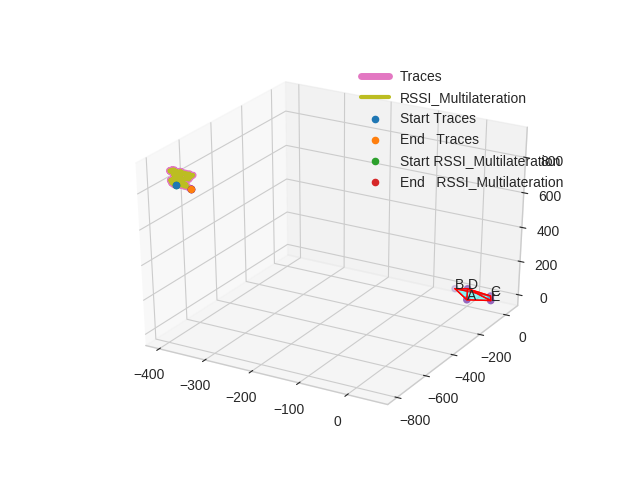 Traces
RSSI_Multilateration
Start Traces
End Traces
Start RSSI_Multilateration
End RSSI_Multilateration
800
600
400
200
0
B D
A
C
E
0
−200
−400
−600
−800
−400
−300
−200
−100
0